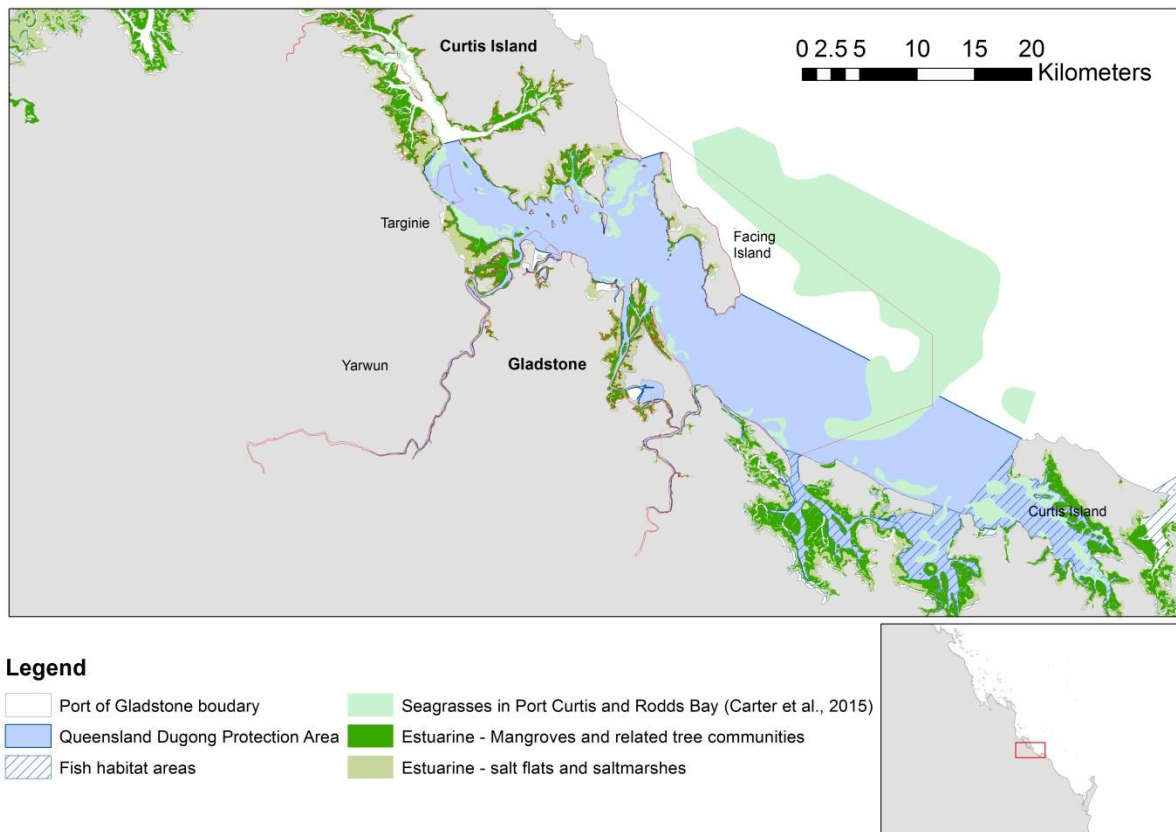 Curtis Island
0 2.5 5 10 15 20
Kilometers
Targinie
Facing
Island
Yarwun
Gladstone
Curtis Island
Legend
Port of Gladstone boudary
Queensland Dugong Protection Area
Fish habitat areas
Seagrasses in Port Curtis and Rodds Bay (Carter et al., 2015)
Estuarine - Mangroves and related tree communities
Estuarine - salt flats and saltmarshes